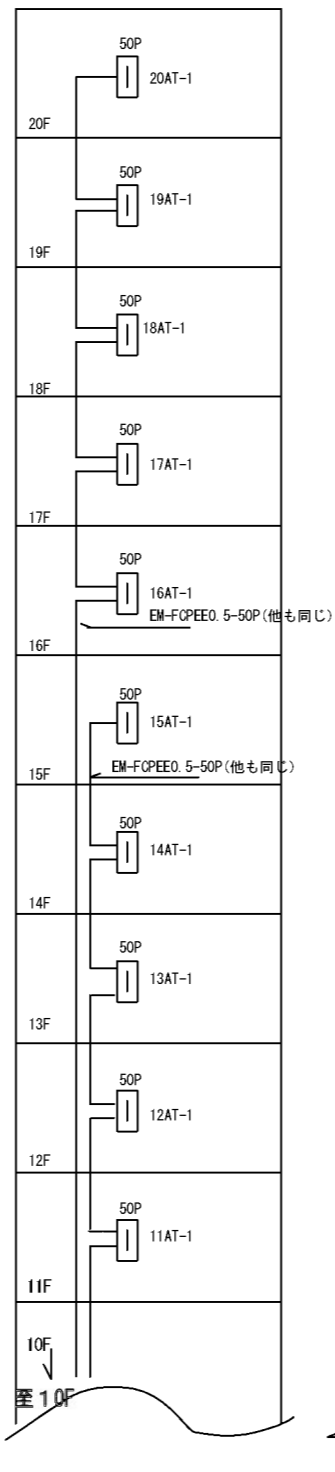 50P
20AT-1
20F
50P
19AT-1
19F
50P
18AT-1
18F
50P
17AT-1
17F
50P
16AT-1
EM-FCPEE0.5-50P(他も同じ)
16F
50P
15AT-1
EM-FCPEE0.5-50P(他も同じ)
15F
50P
14AT-1
14F
50P
13AT-1
13F
50P
12AT-1
12F
50P
11AT-1
11F
10F
至10F